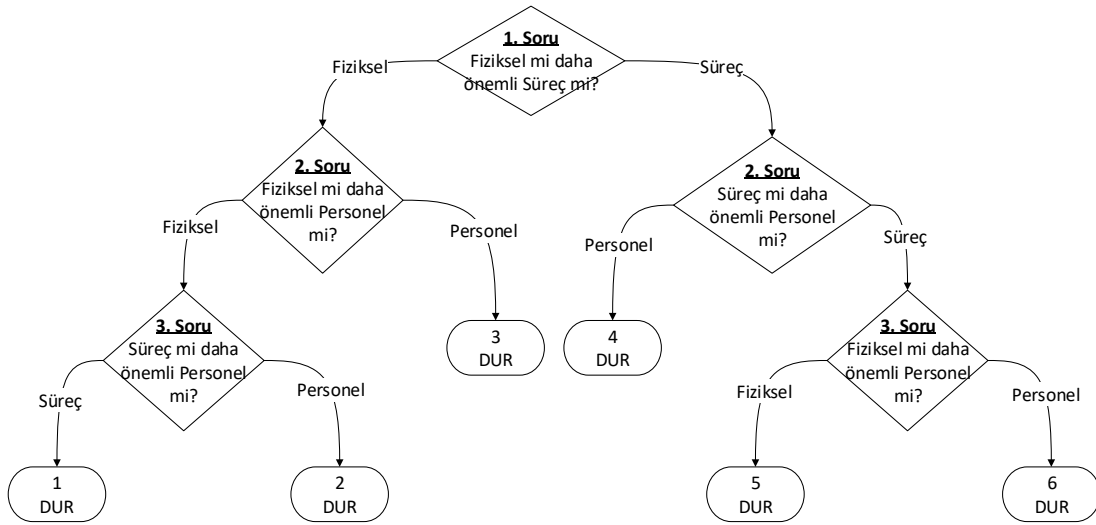 1. Soru
Fiziksel mi daha
önemli Süreç mi?
Fiziksel
Süreç
2. Soru
Fiziksel mi daha
önemli Personel
mi?
2. Soru
Süreç mi daha
önemli Personel
mi?
Fiziksel
Personel
Personel
Süreç
3. Soru
Süreç mi daha
önemli Personel
mi?
3
DUR
4
DUR
3. Soru
Fiziksel mi daha
önemli Personel
mi?
Süreç
Personel
Fiziksel
Personel
1
DUR
2
DUR
5
DUR
6
DUR